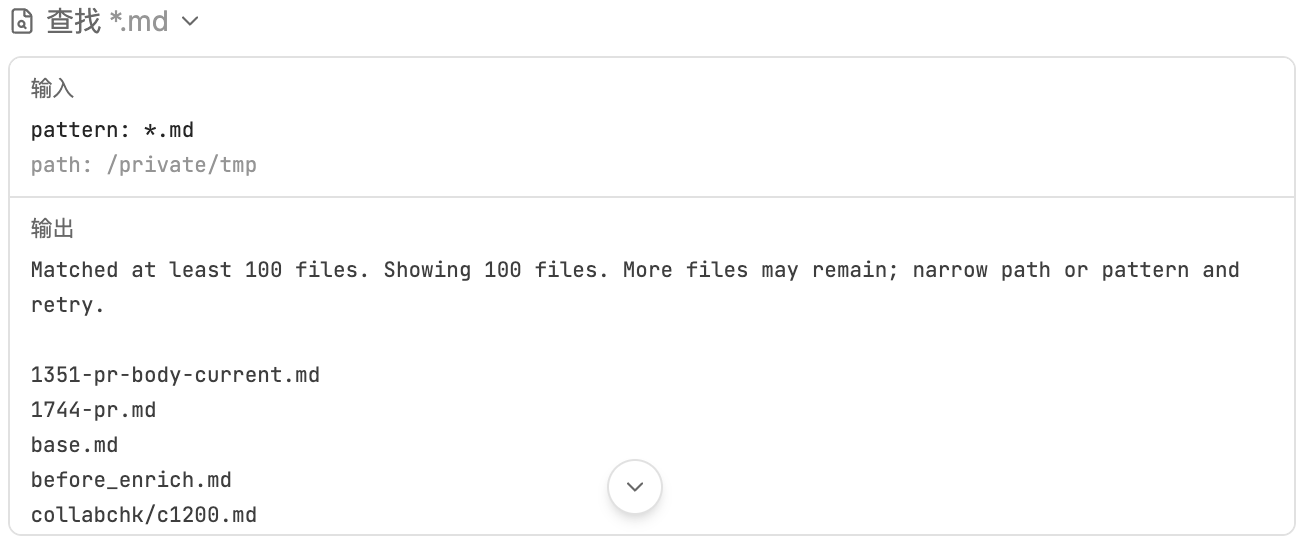 查找 *.md
输入
pattern: *.md
path: /private/tmp
输出
Matched at least 100 files. Showing 100 files. More files may remain; narrow path or pattern and
retry.
1351-pr-body-current.md
1744-pr.md
base.md
before_enrich.md
collabchk/c1200.md